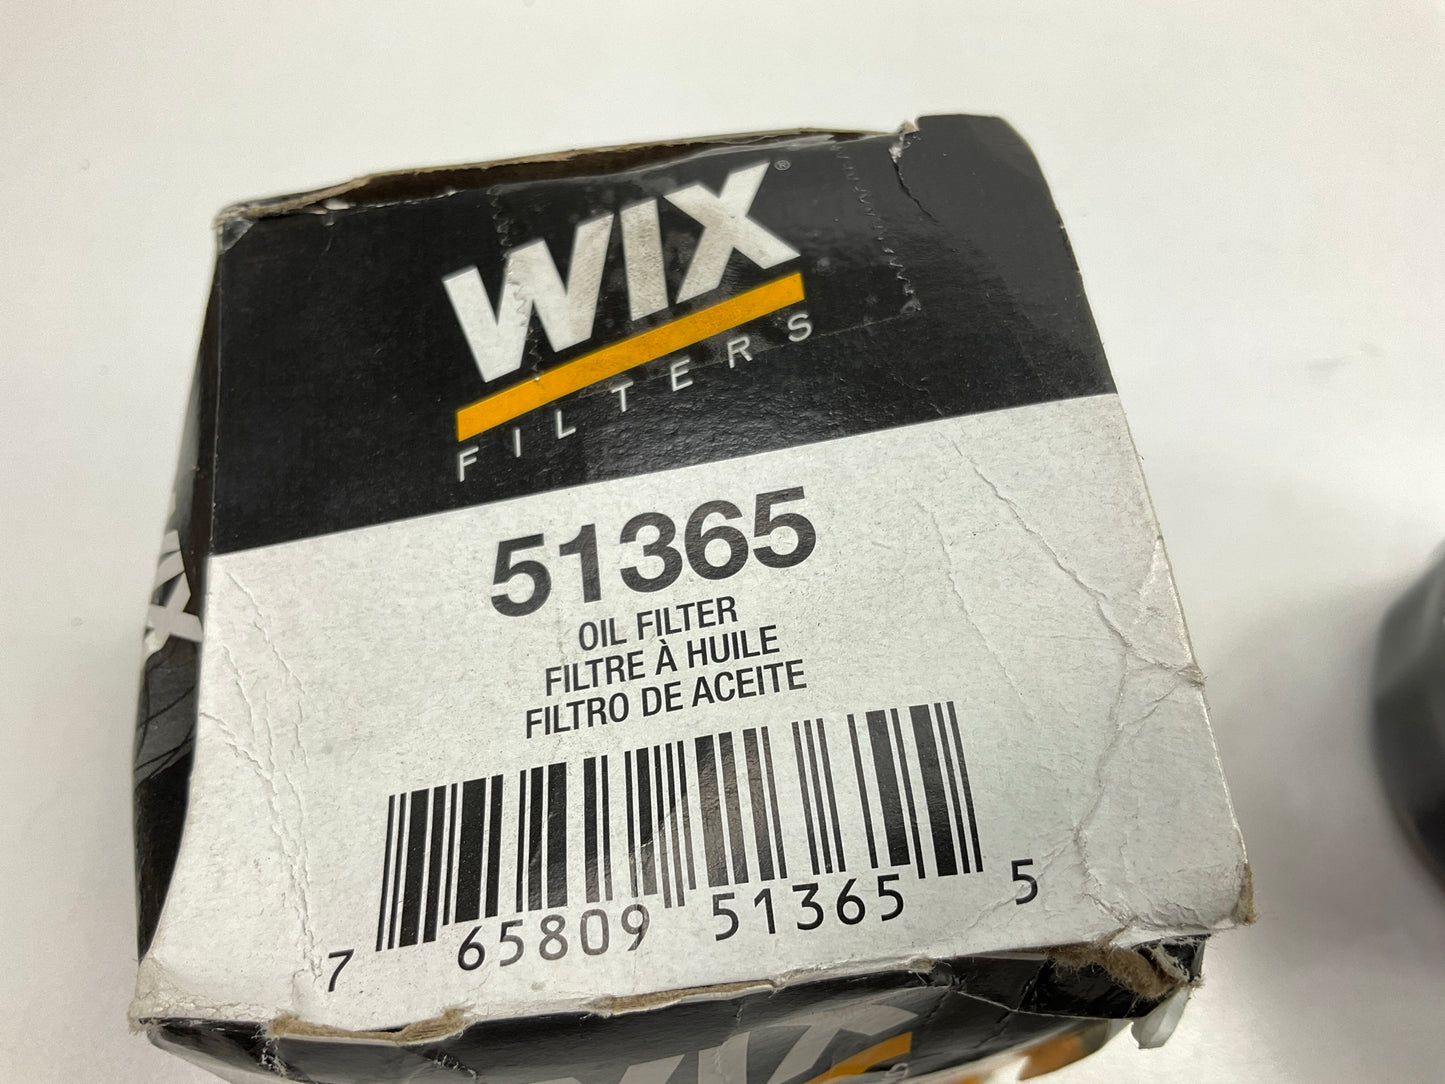 WIX®
FILTERS
51365
OIL FILTER
FILTRE À HUILE
FILTRO DE ACEITE
7 65809 51365 5